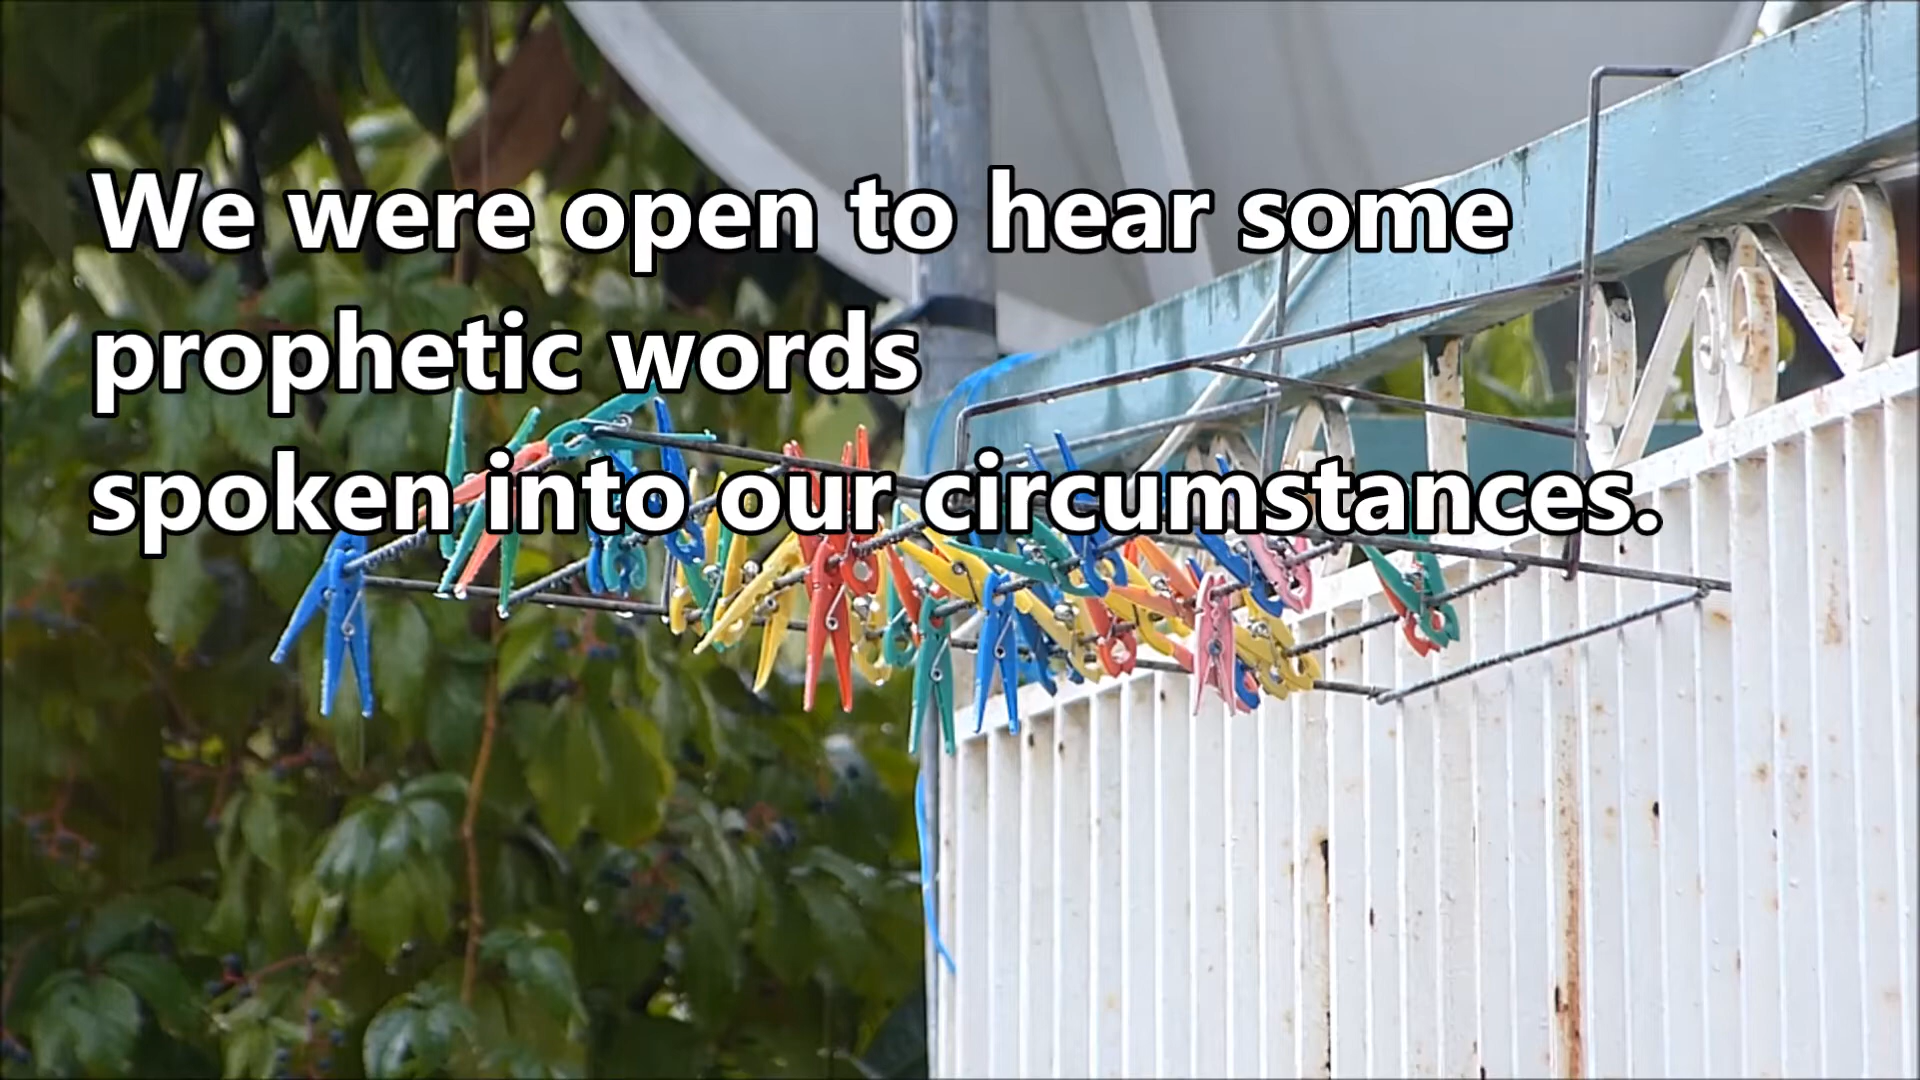 We were open to hear some
prophetic words
spoken into our circumstances.